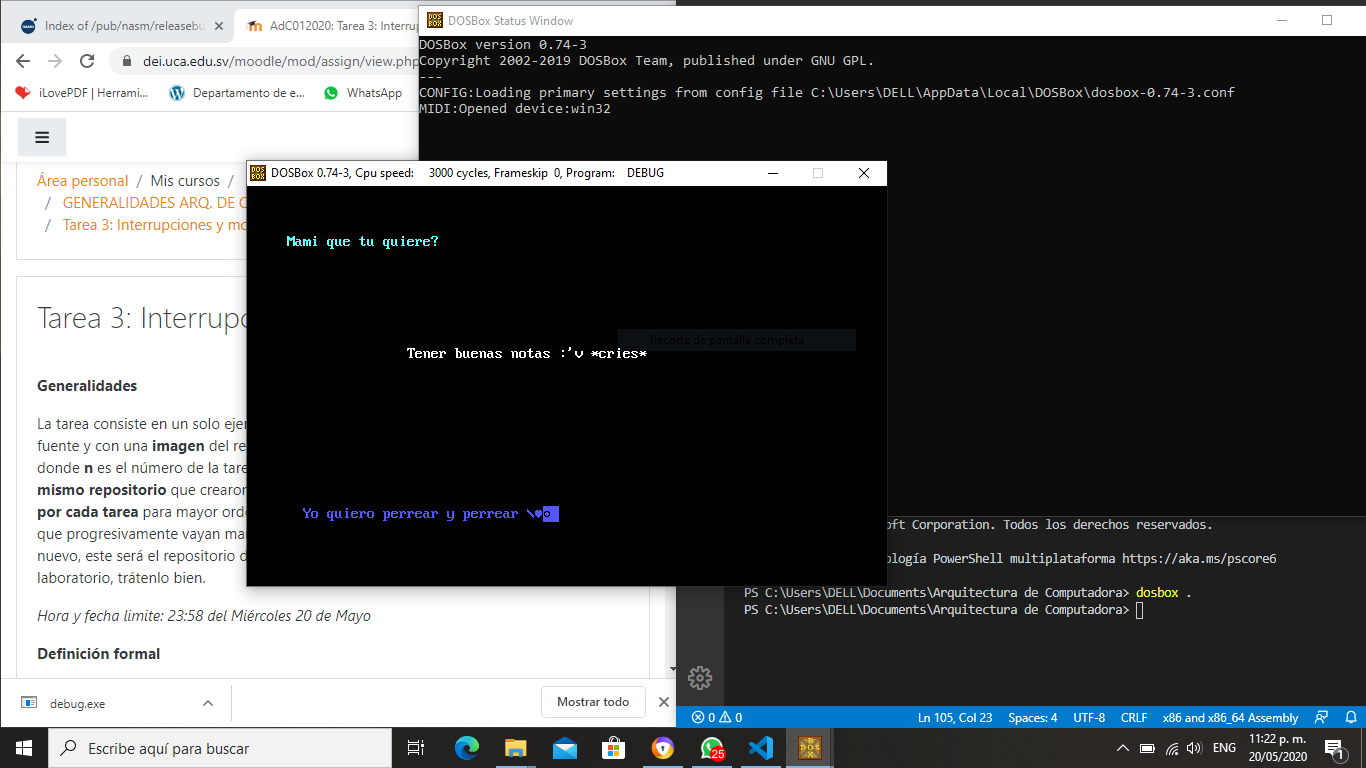 Index of /pub/nasm/releasebu
AdC012020: Tarea 3: Interrup
dei.uca.edu.sv/moodle/mod/assign/view.php
iLovePDF | Herrami...
Departamento de e...
WhatsApp
Área personal / Mis cursos /
/ GENERALIDADES ARQ. DE C
/ Tarea 3: Interrupciones y mo
Tarea 3: Interrupc
Generalidades
La tarea consiste en un solo ejer
fuente y con una imagen del re
donde n es el número de la tare
mismo repositorio que crearon
por cada tarea para mayor orde
que progresivamente vayan man
nuevo, este será el repositorio d
laboratorio, trátenlo bien.
Hora y fecha limite: 23:58 del Miércoles 20 de Mayo
Definición formal
debug.exe
Mostrar todo
DOSBox Status Window
DOSBox version 0.74-3
Copyright 2002-2019 DOSBox Team, published under GNU GPL.
---
CONFIG:Loading primary settings from config file C:\Users\DELL\AppData\Local\DOSBox\dosbox-0.74-3.conf
MIDI:Opened device:win32
DOSBox 0.74-3, Cpu speed: 3000 cycles, Frameskip 0, Program: DEBUG
Mami que tu quiere?
Recorte de pantalla completa
Tener buenas notas :'v *cries*
Yo quiero perrear y perrear \♥o
oft Corporation. Todos los derechos reservados.
ología PowerShell multiplataforma https://aka.ms/pscore6
PS C:\Users\DELL\Documents\Arquitectura de Computadora> dosbox .
PS C:\Users\DELL\Documents\Arquitectura de Computadora>
0 0
Ln 105, Col 23
Spaces: 4
UTF-8
CRLF
x86 and x86_64 Assembly
Escribe aquí para buscar
25
ENG
11:22 p. m.
20/05/2020
1